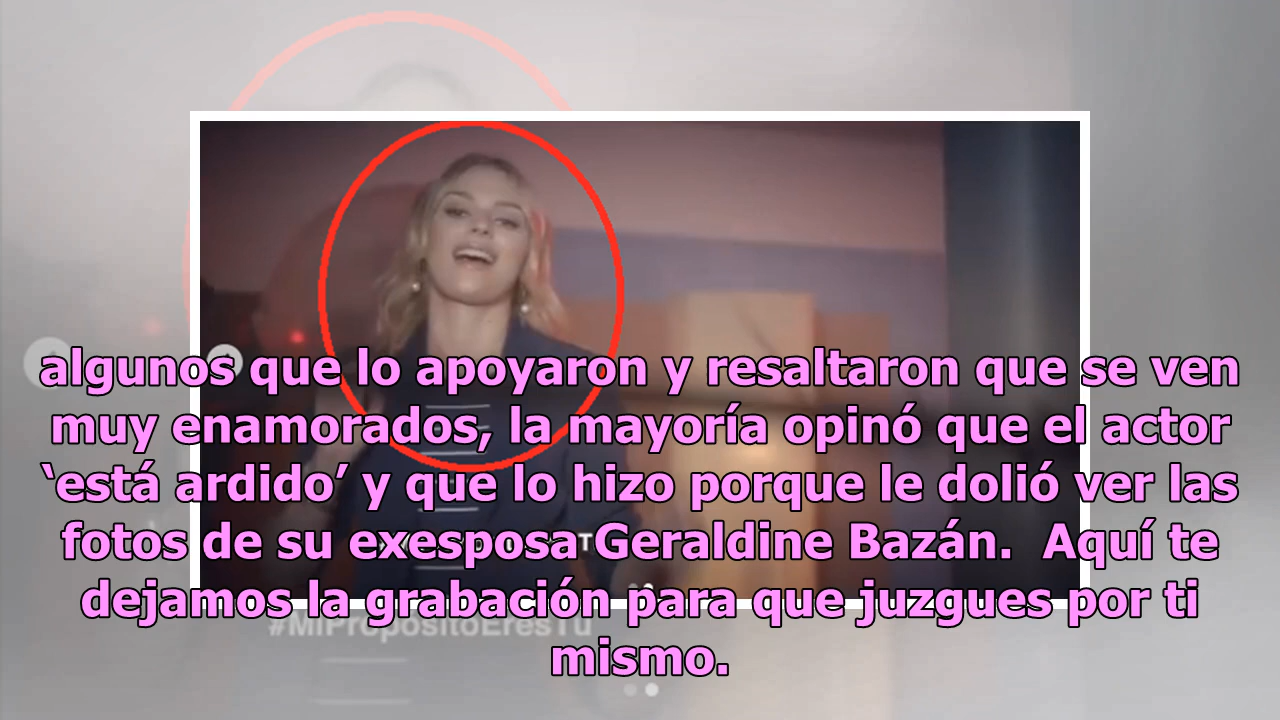 algunos que lo apoyaron y resaltaron que se ven
muy enamorados, la mayoría opinó que el actor
‘está ardido’ y que lo hizo porque le dolió ver las
fotos de su exesposa Geraldine Bazán.  Aquí te
dejamos la grabación para que juzgues por ti
mismo.
#MiPropositoEresTu